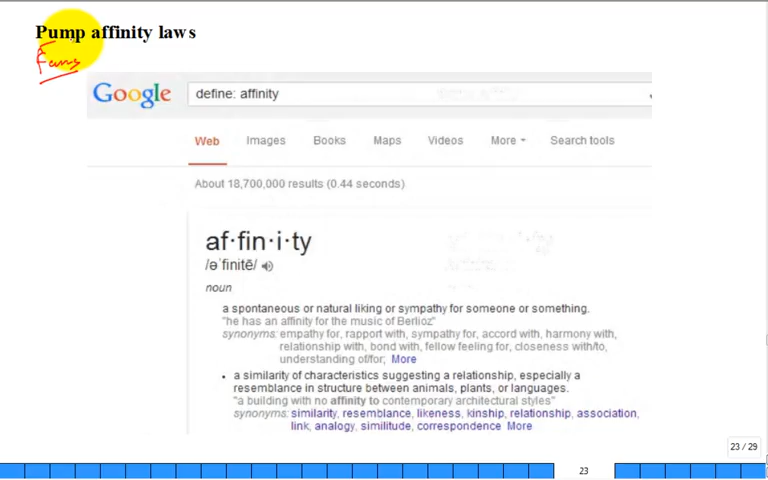 Pump affinity laws
Fans
Google
define: affinity
Web Images Books Maps Videos More Search tools
About 18,700,000 results (0.44 seconds)
af·fin·i·ty
/əˈfinitē/
noun
a spontaneous or natural liking or sympathy for someone or something.
"he has an affinity for the music of Berlioz"
synonyms: empathy for, rapport with, sympathy for, accord with, harmony with,
relationship with, bond with, fellow feeling for, closeness with/to,
understanding of/for; More
• a similarity of characteristics suggesting a relationship, especially a
resemblance in structure between animals, plants, or languages.
"a building with no affinity to contemporary architectural styles"
synonyms: similarity, resemblance, likeness, kinship, relationship, association,
link, analogy, similitude, correspondence More
23 / 29
23